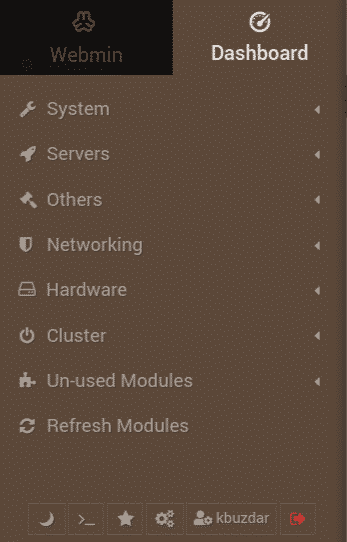 Webmin
Dashboard
System
Servers
Others
Networking
Hardware
Cluster
Un-used Modules
Refresh Modules
kbuzdar